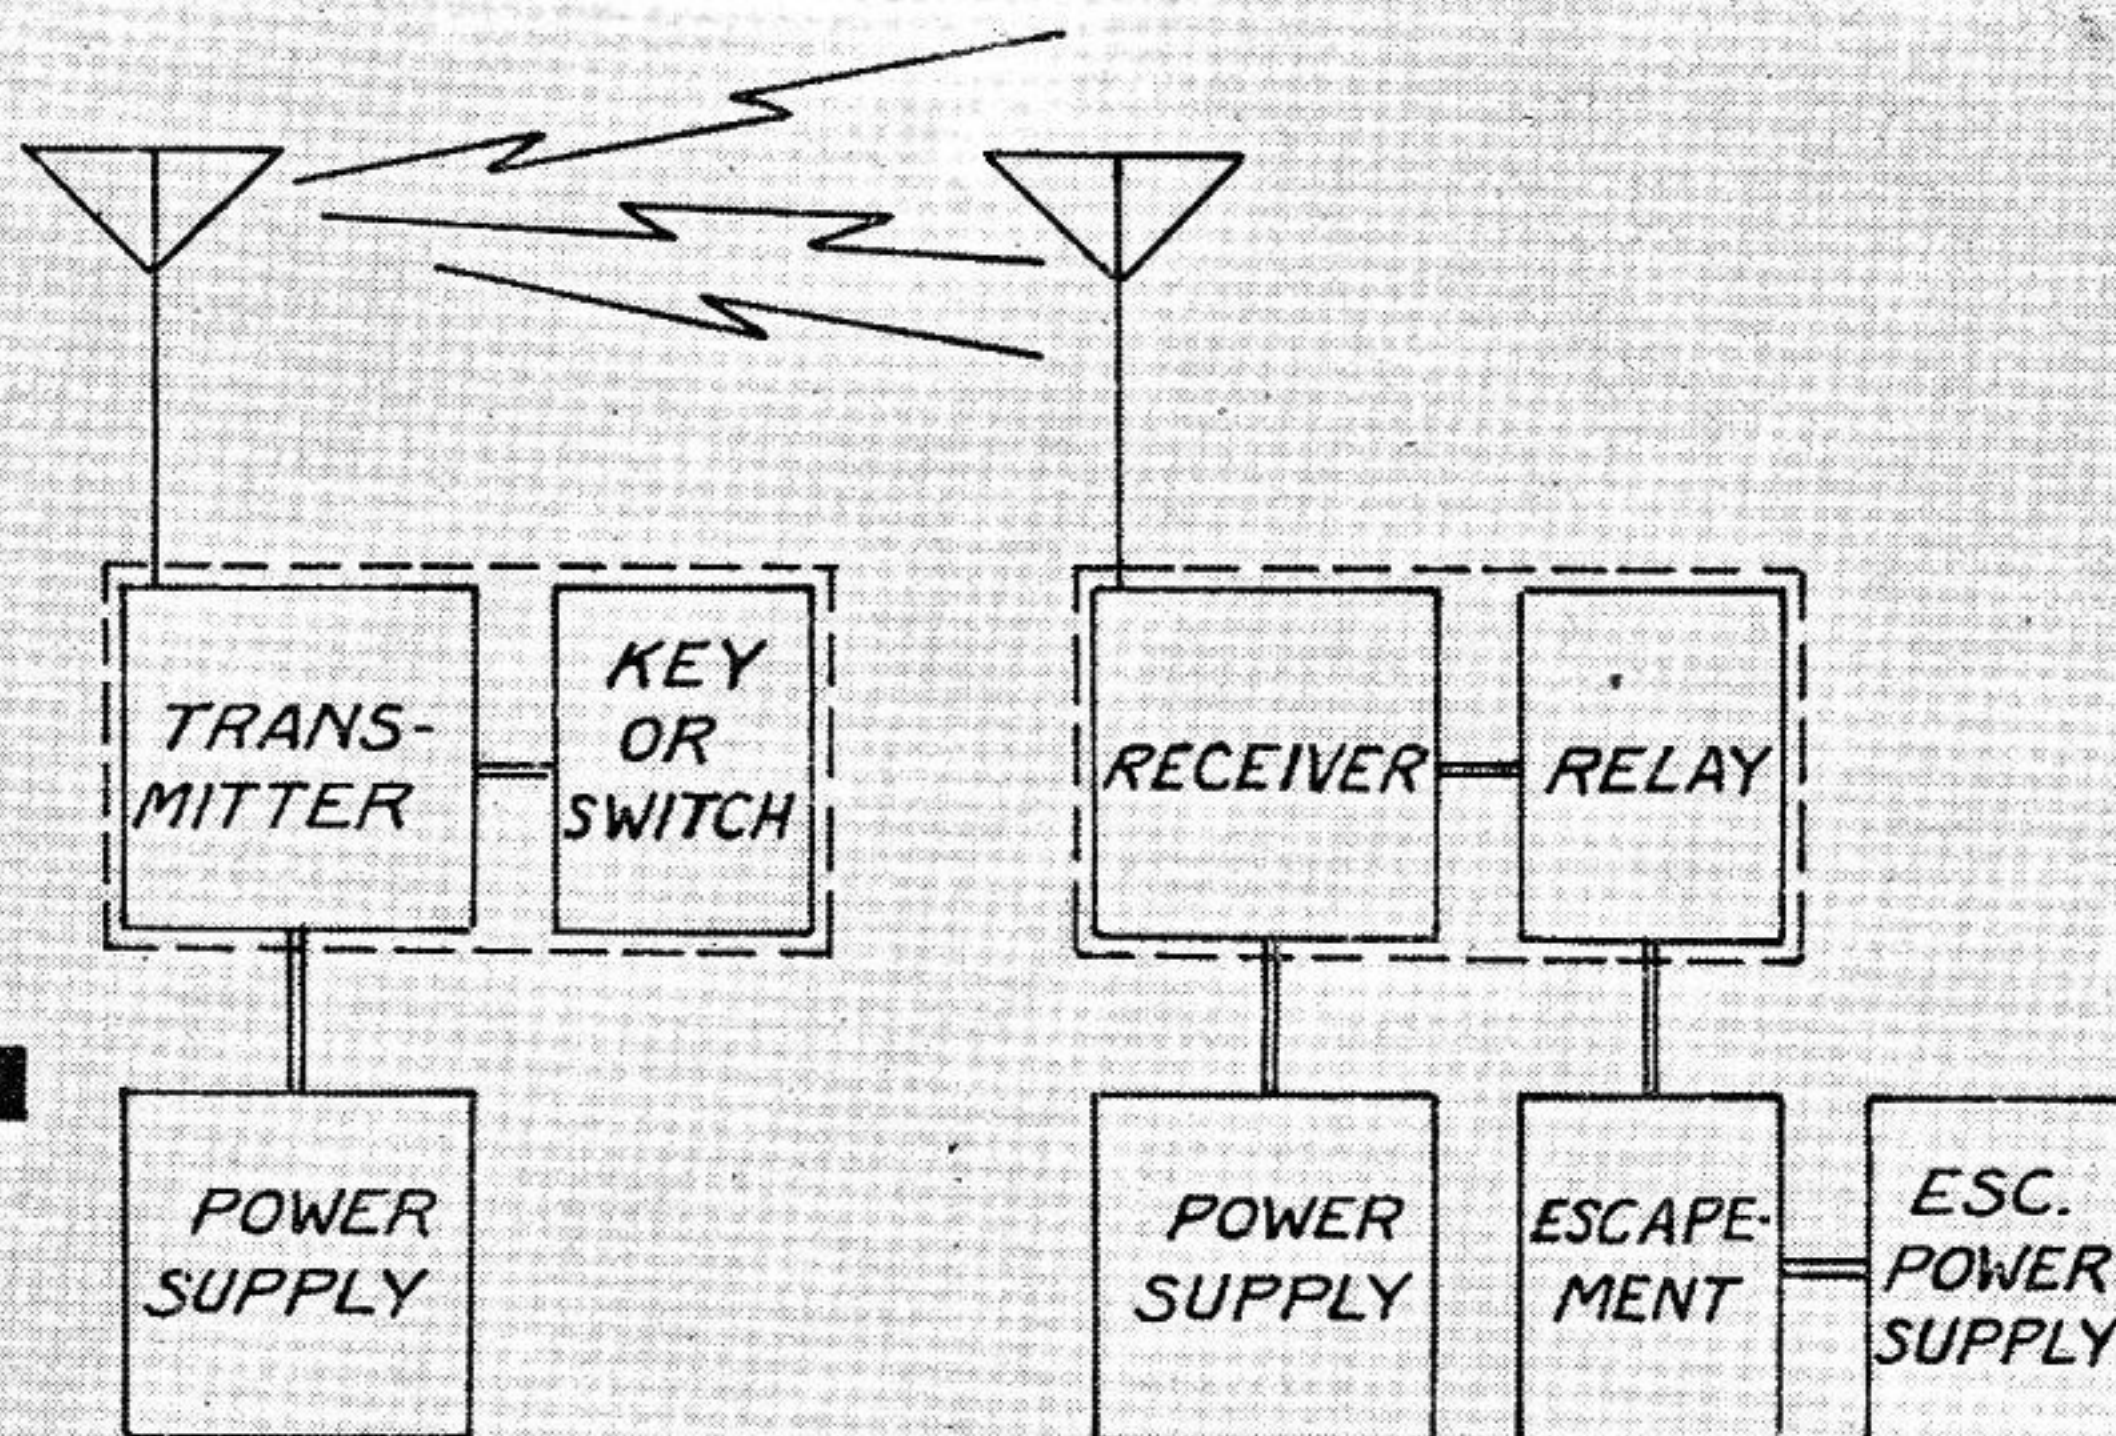 TRANS-
MITTER
KEY
OR
SWITCH
RECEIVER
RELAY
POWER
SUPPLY
POWER
SUPPLY
ESCAPE-
MENT
ESC.
POWER
SUPPLY